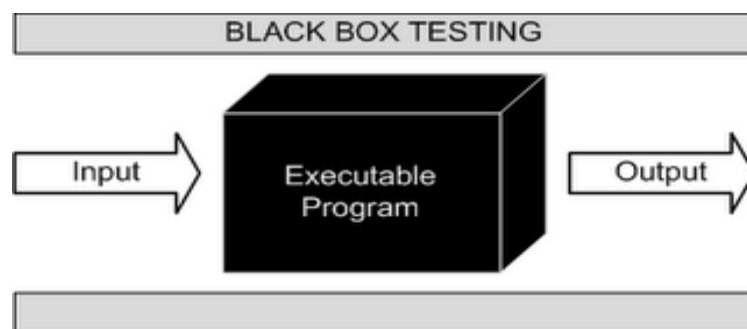 BLACK BOX TESTING
Input
Executable
Program
Output